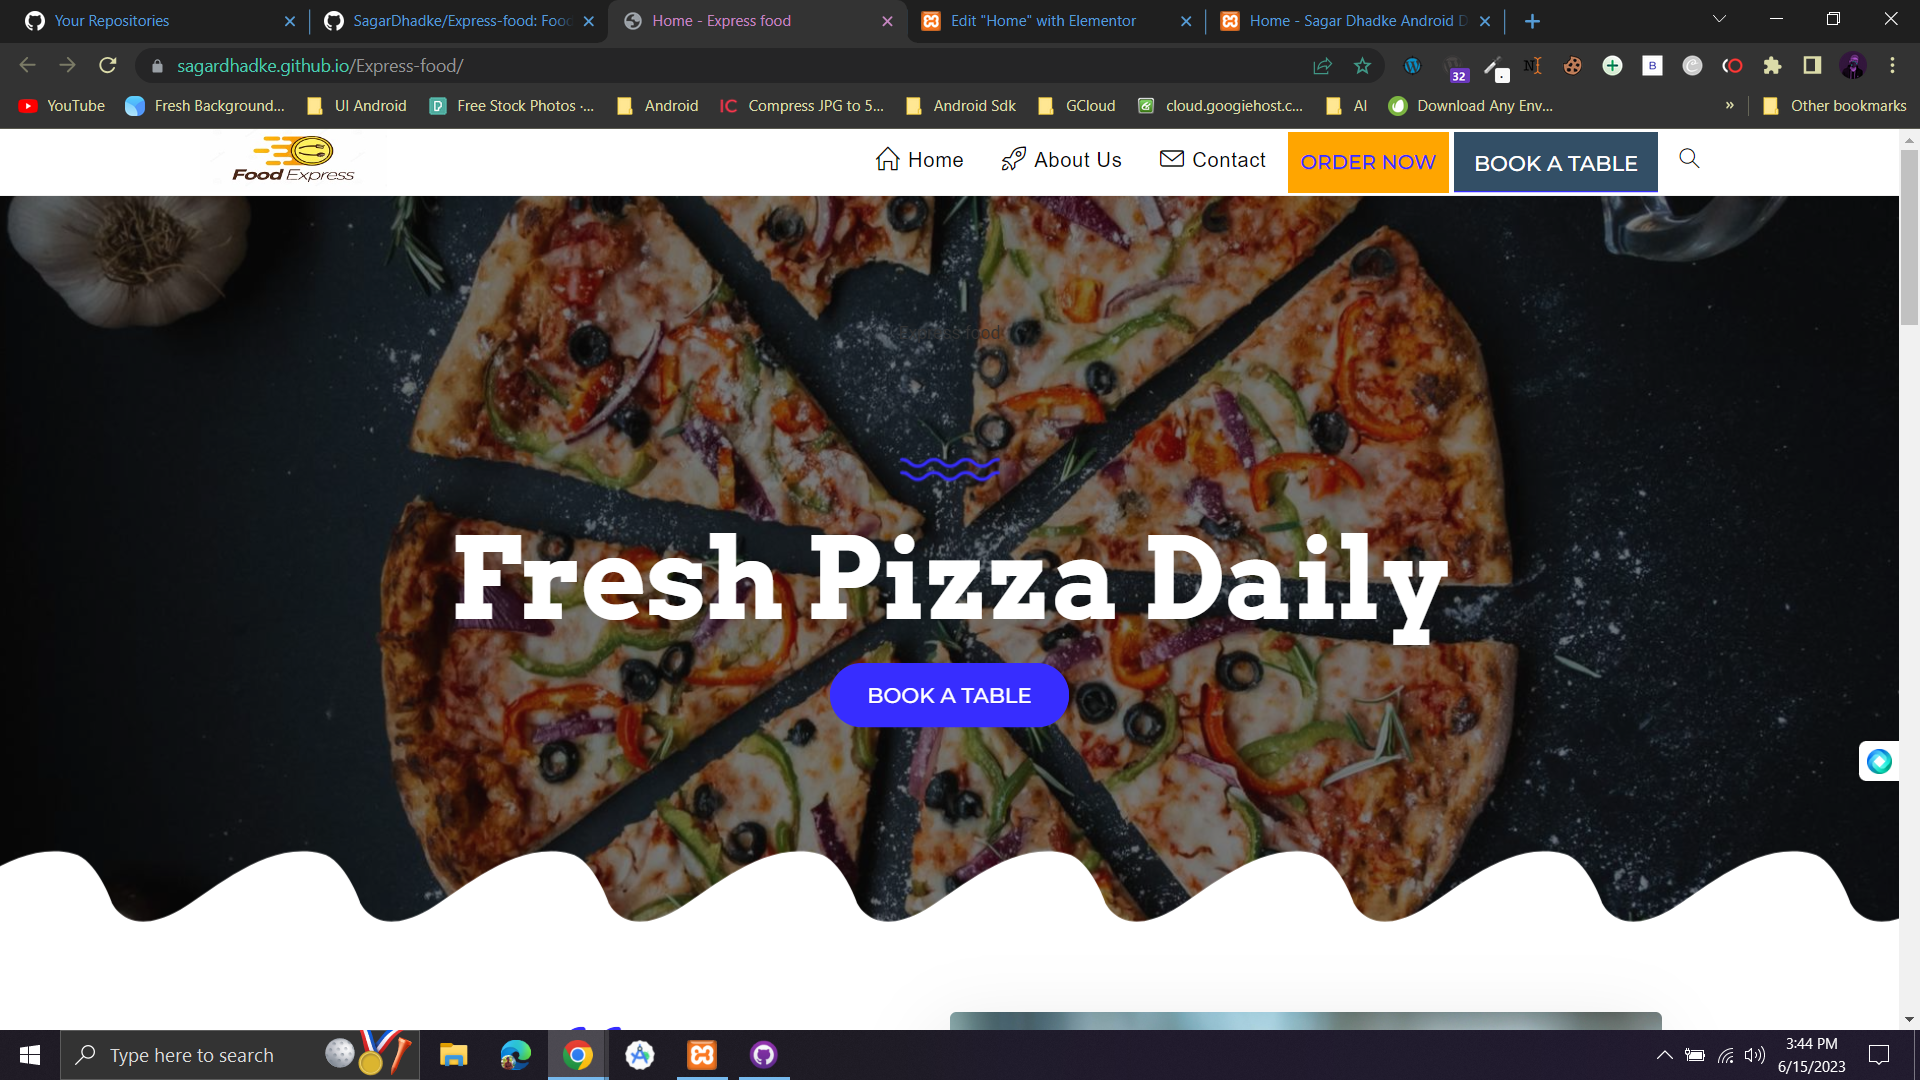 Your Repositories
SagarDhadke/Express-food: Food
Home - Express food
Edit "Home" with Elementor
Home - Sagar Dhadke Android D
sagardhadke.github.io/Express-food/
32
YouTube
Fresh Background...
UI Android
Free Stock Photos ·...
Android
IC
Compress JPG to 5...
Android Sdk
GCloud
cloud.googiehost.c...
AI
Download Any Env...
»
Other bookmarks
Food Express
Home
About Us
Contact
ORDER NOW
BOOK A TABLE
Fresh Pizza Daily
BOOK A TABLE
Type here to search
3:44 PM
6/15/2023